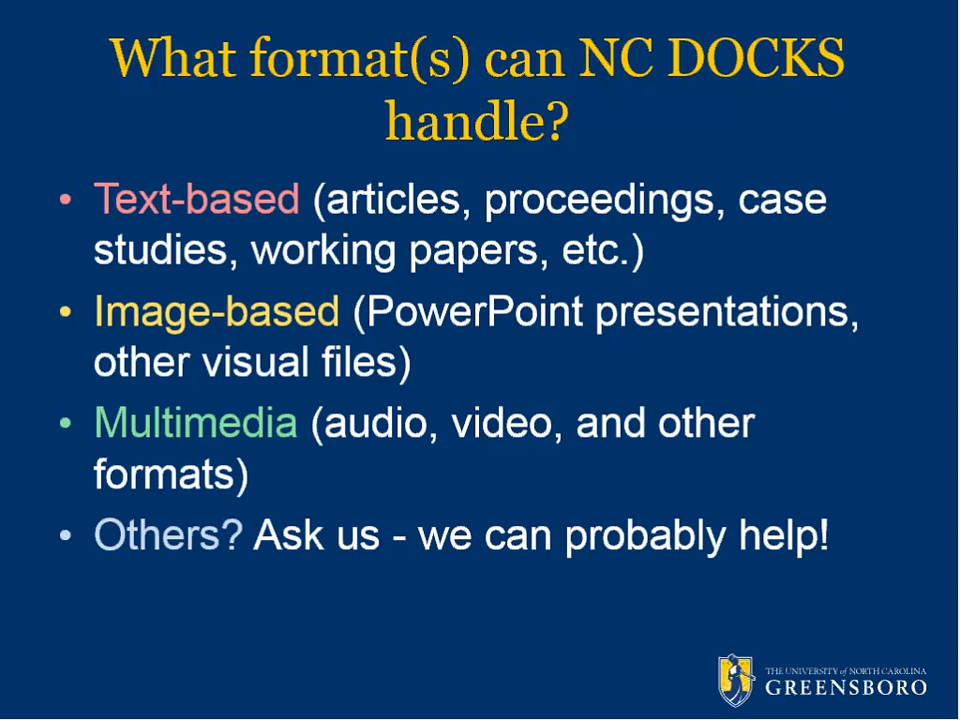 What format(s) can NC DOCKS
handle?
• Text-based (articles, proceedings, case
studies, working papers, etc.)
• Image-based (PowerPoint presentations,
other visual files)
• Multimedia (audio, video, and other
formats)
• Others? Ask us - we can probably help!
THE UNIVERSITY of NORTH CAROLINA
GREENSBORO